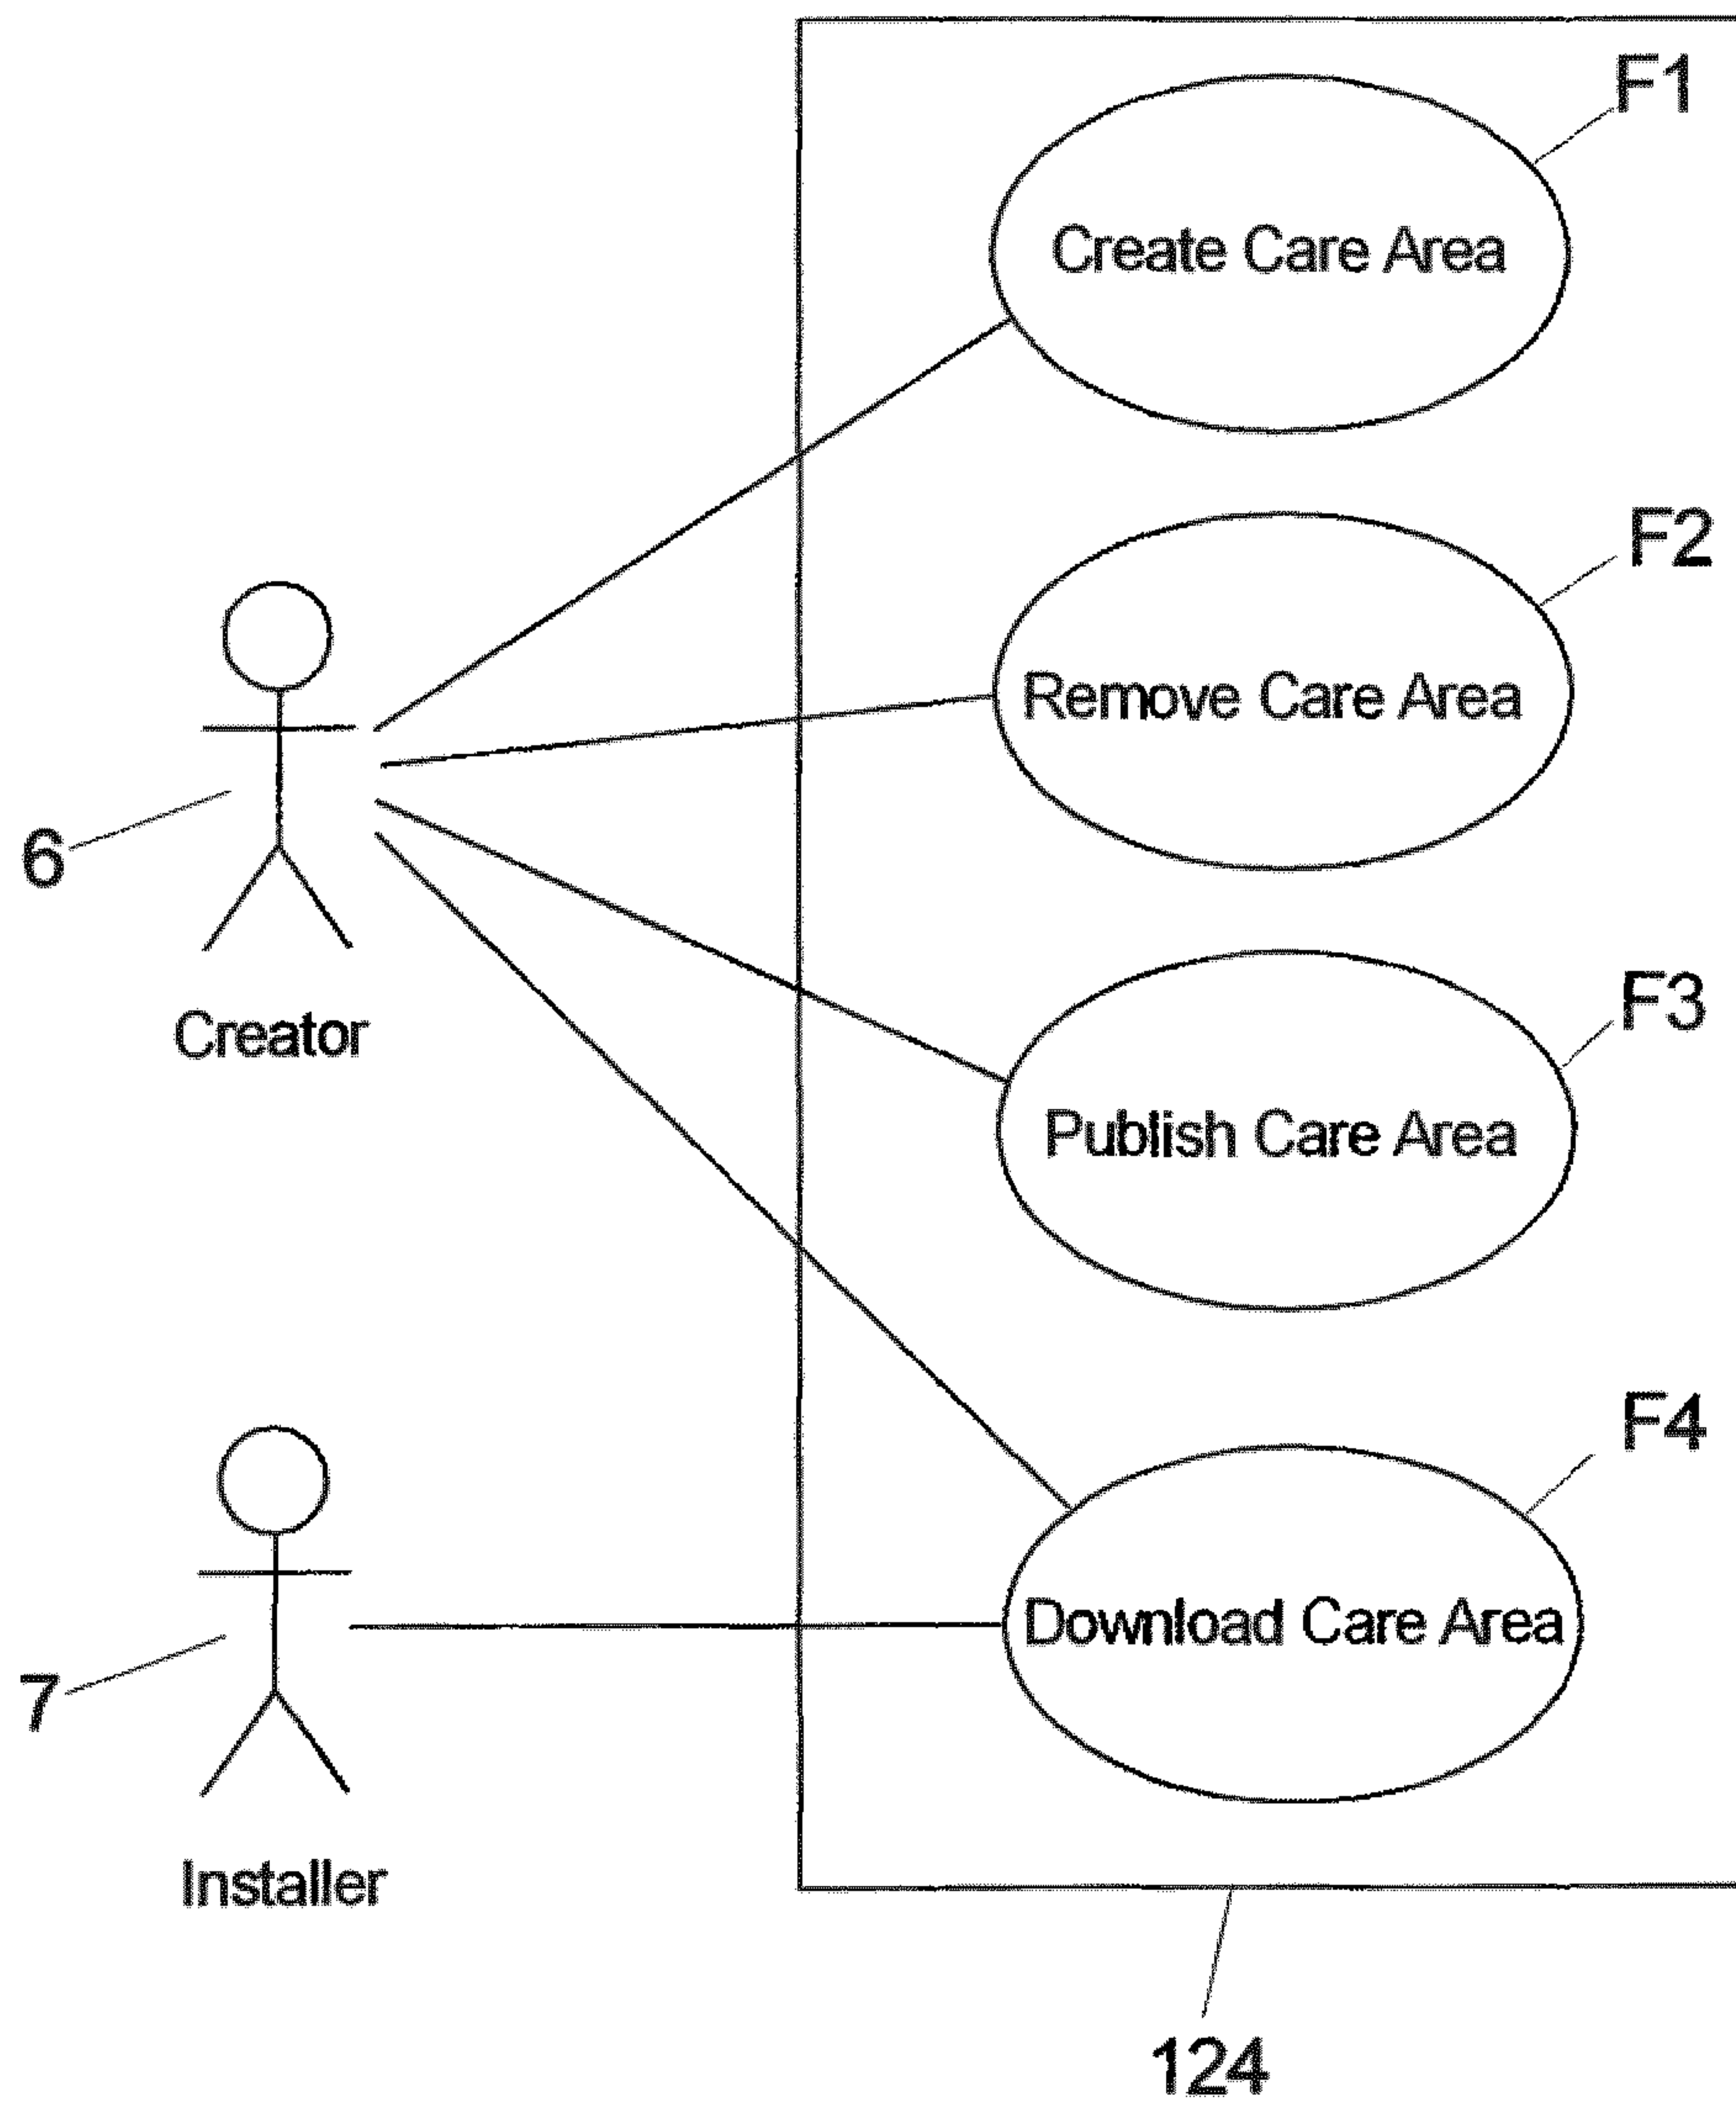 F1
Create Care Area
F2
Remove Care Area
6
Creator
F3
Publish Care Area
F4
Download Care Area
7
Installer
124